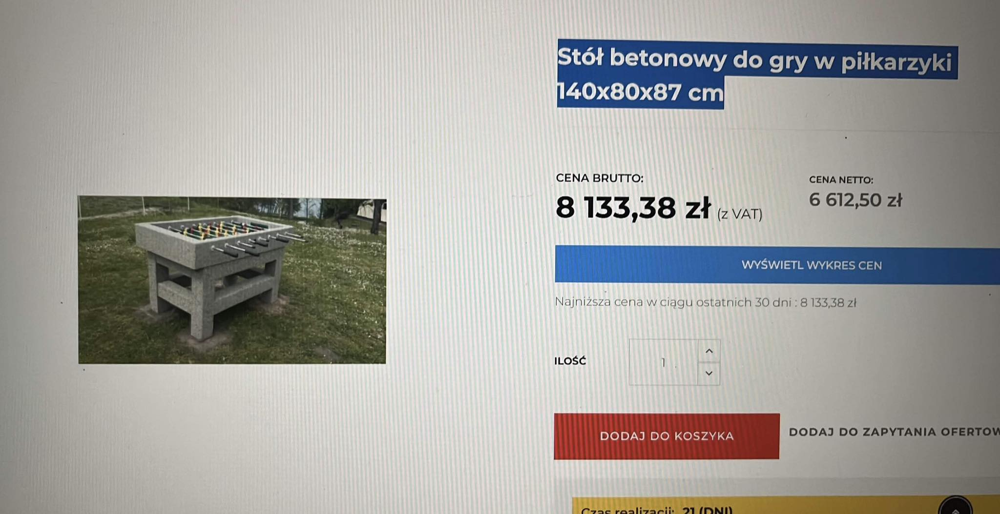 Stół betonowy do gry w piłkarzyki
140x80x87 cm
CENA BRUTTO:
8 133,38 zł (z VAT)
CENA NETTO:
6 612,50 zł
WYŚWIETL WYKRES CEN
Najniższa cena w ciągu ostatnich 30 dni : 8 133,38 zł
ILOŚĆ
1
DODAJ DO KOSZYKA
DODAJ DO ZAPYTANIA OFERTOW
Czas realizacji: 21 (DNI)